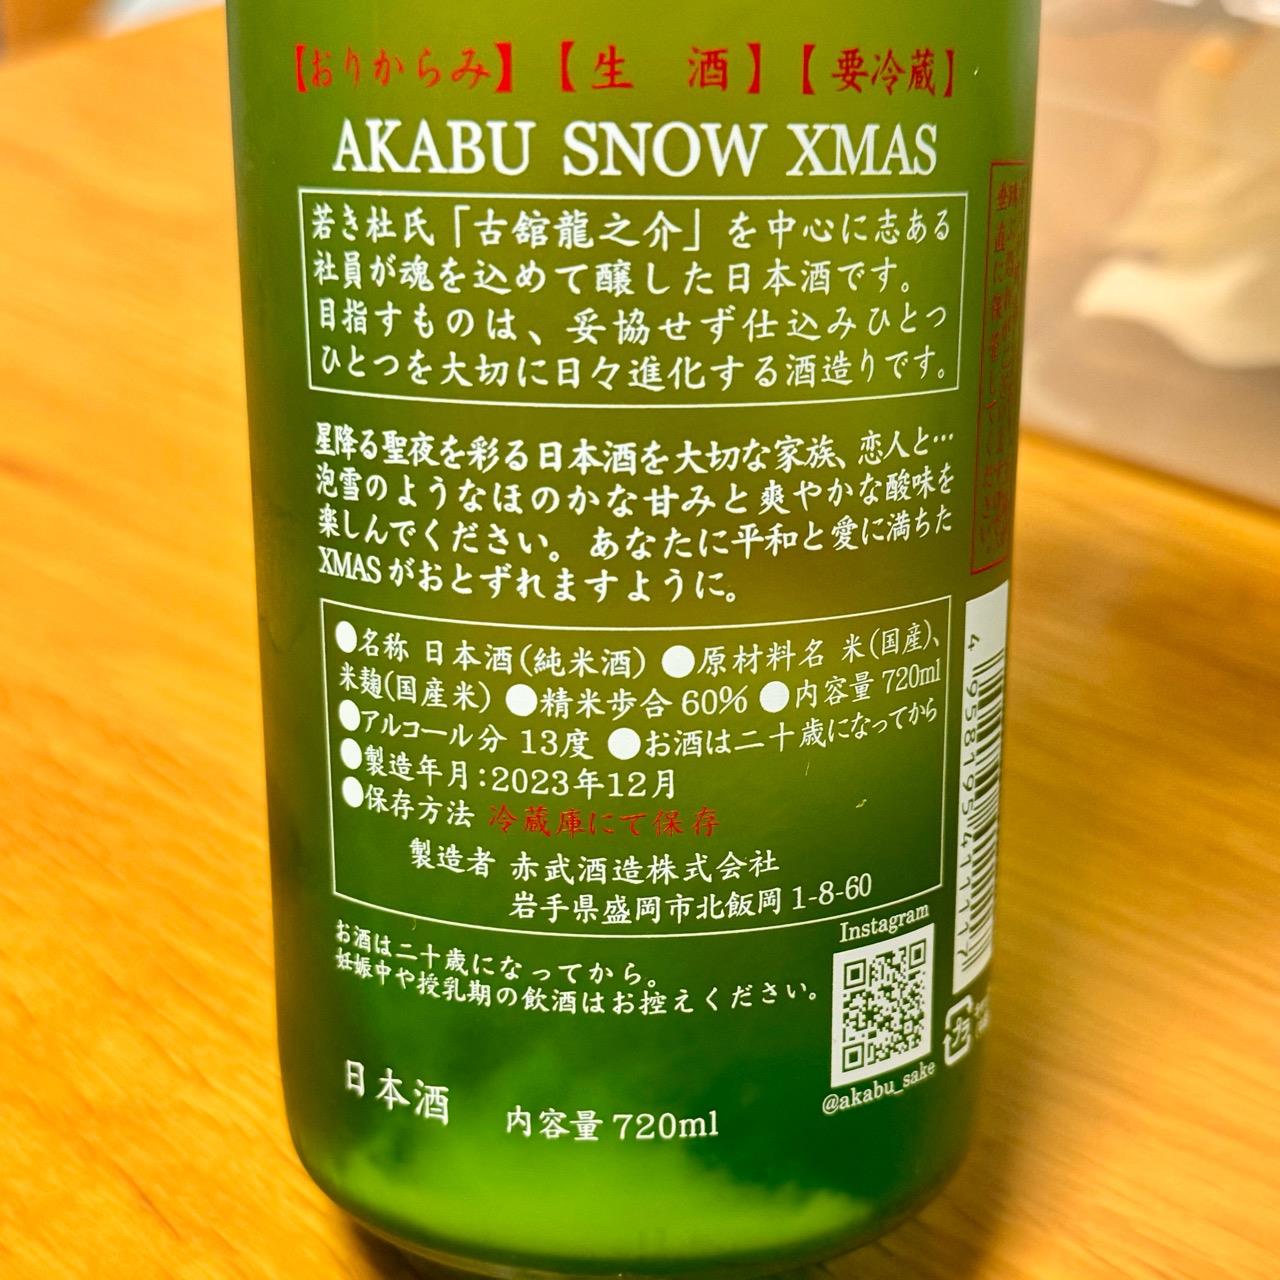 【おりからみ】【生 酒】【要冷蔵】
AKABU SNOW XMAS
若き杜氏「古舘龍之介」を中心に志ある
社員が魂を込めて醸した日本酒です。
目指すものは、妥協せず仕込みひとつ
ひとつを大切に日々進化する酒造りです。
星降る聖夜を彩る日本酒を大切な家族、恋人と…
泡雪のようなほのかな甘みと爽やかな酸味を
楽しんでください。あなたに平和と愛に満ちた
XMASがおとずれますように。
●名称 日本酒(純米酒) ●原材料名 米(国産)、
米麹(国産米) ●精米歩合 60% ●内容量 720ml
●アルコール分 13度 ●お酒は二十歳になってから
●製造年月:2023年12月
●保存方法 冷蔵庫にて保存
製造者 赤武酒造株式会社
岩手県盛岡市北飯岡 1-8-60
お酒は二十歳になってから。
妊娠中や授乳期の飲酒はお控えください。
Instagram
@akabu_sake
日本酒 内容量 720ml